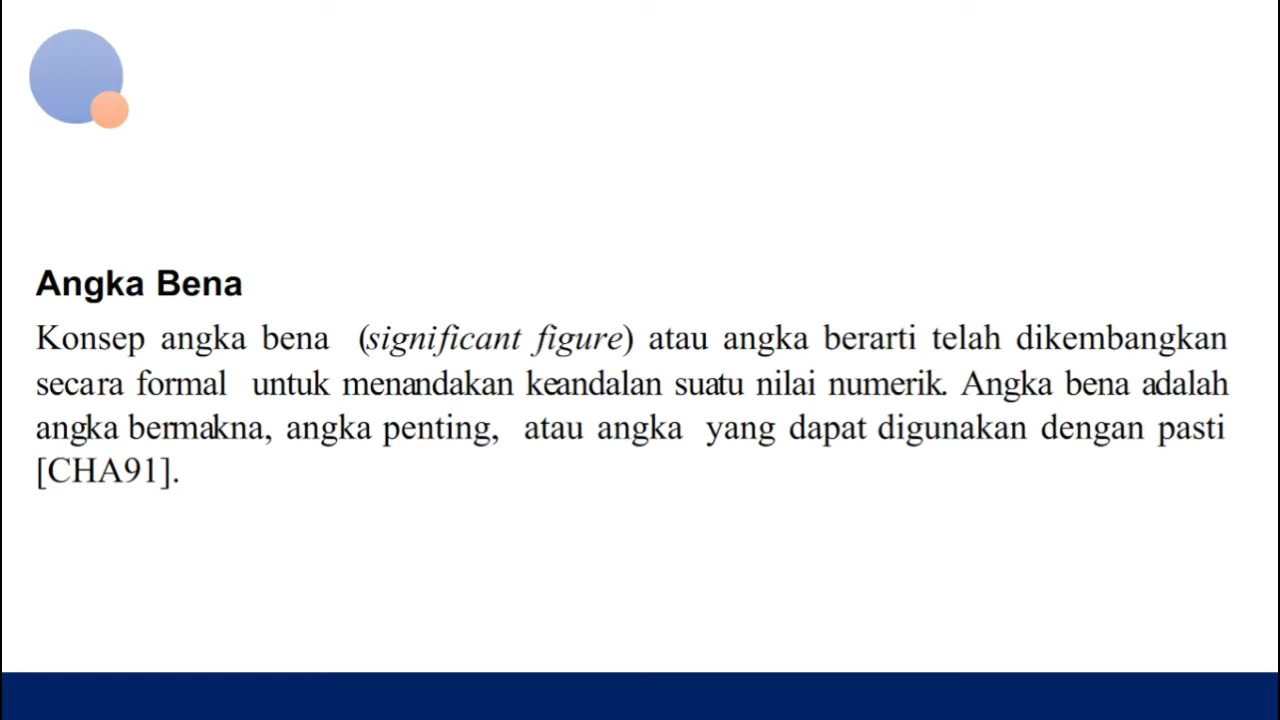 Angka Bena
Konsep angka bena (significant figure) atau angka berarti telah dikembangkan
secara formal untuk menandakan keandalan suatu nilai numerik. Angka bena adalah
angka bermakna, angka penting, atau angka yang dapat digunakan dengan pasti
[CHA91].